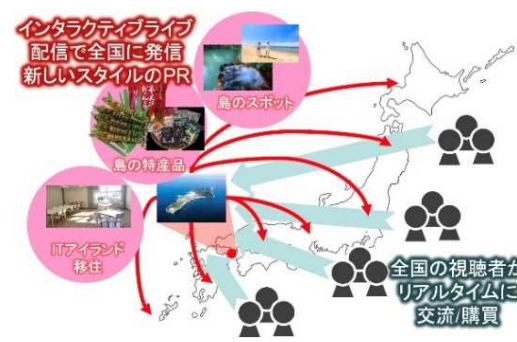 インタラクティブライブ
配信で全国に発信
新しいスタイルのPR
島のスポット
島の特産品
ITアイランド
移住
全国の視聴者が
リアルタイムに
交流/購買